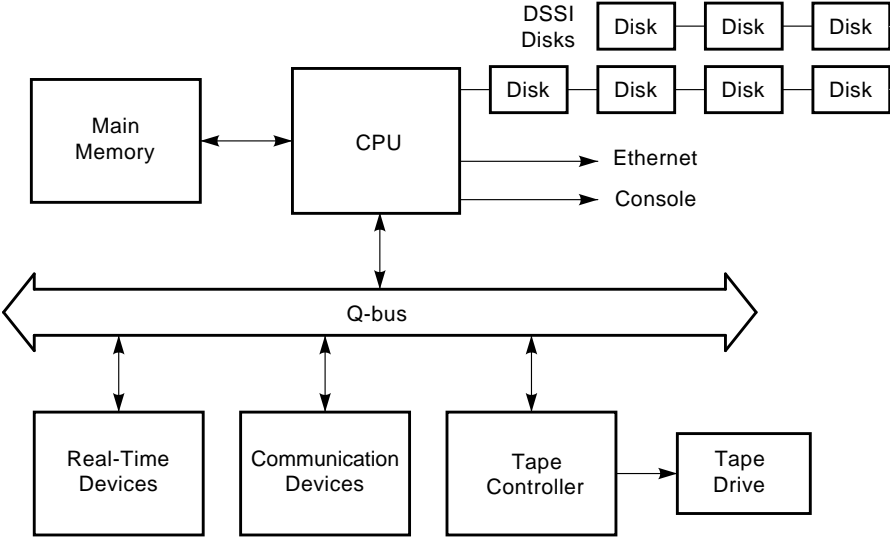 DSSI
Disks
Disk Disk Disk
Disk Disk Disk Disk
Main
Memory
CPU
Ethernet
Console
Q-bus
Real-Time
Devices
Communication
Devices
Tape
Controller
Tape
Drive